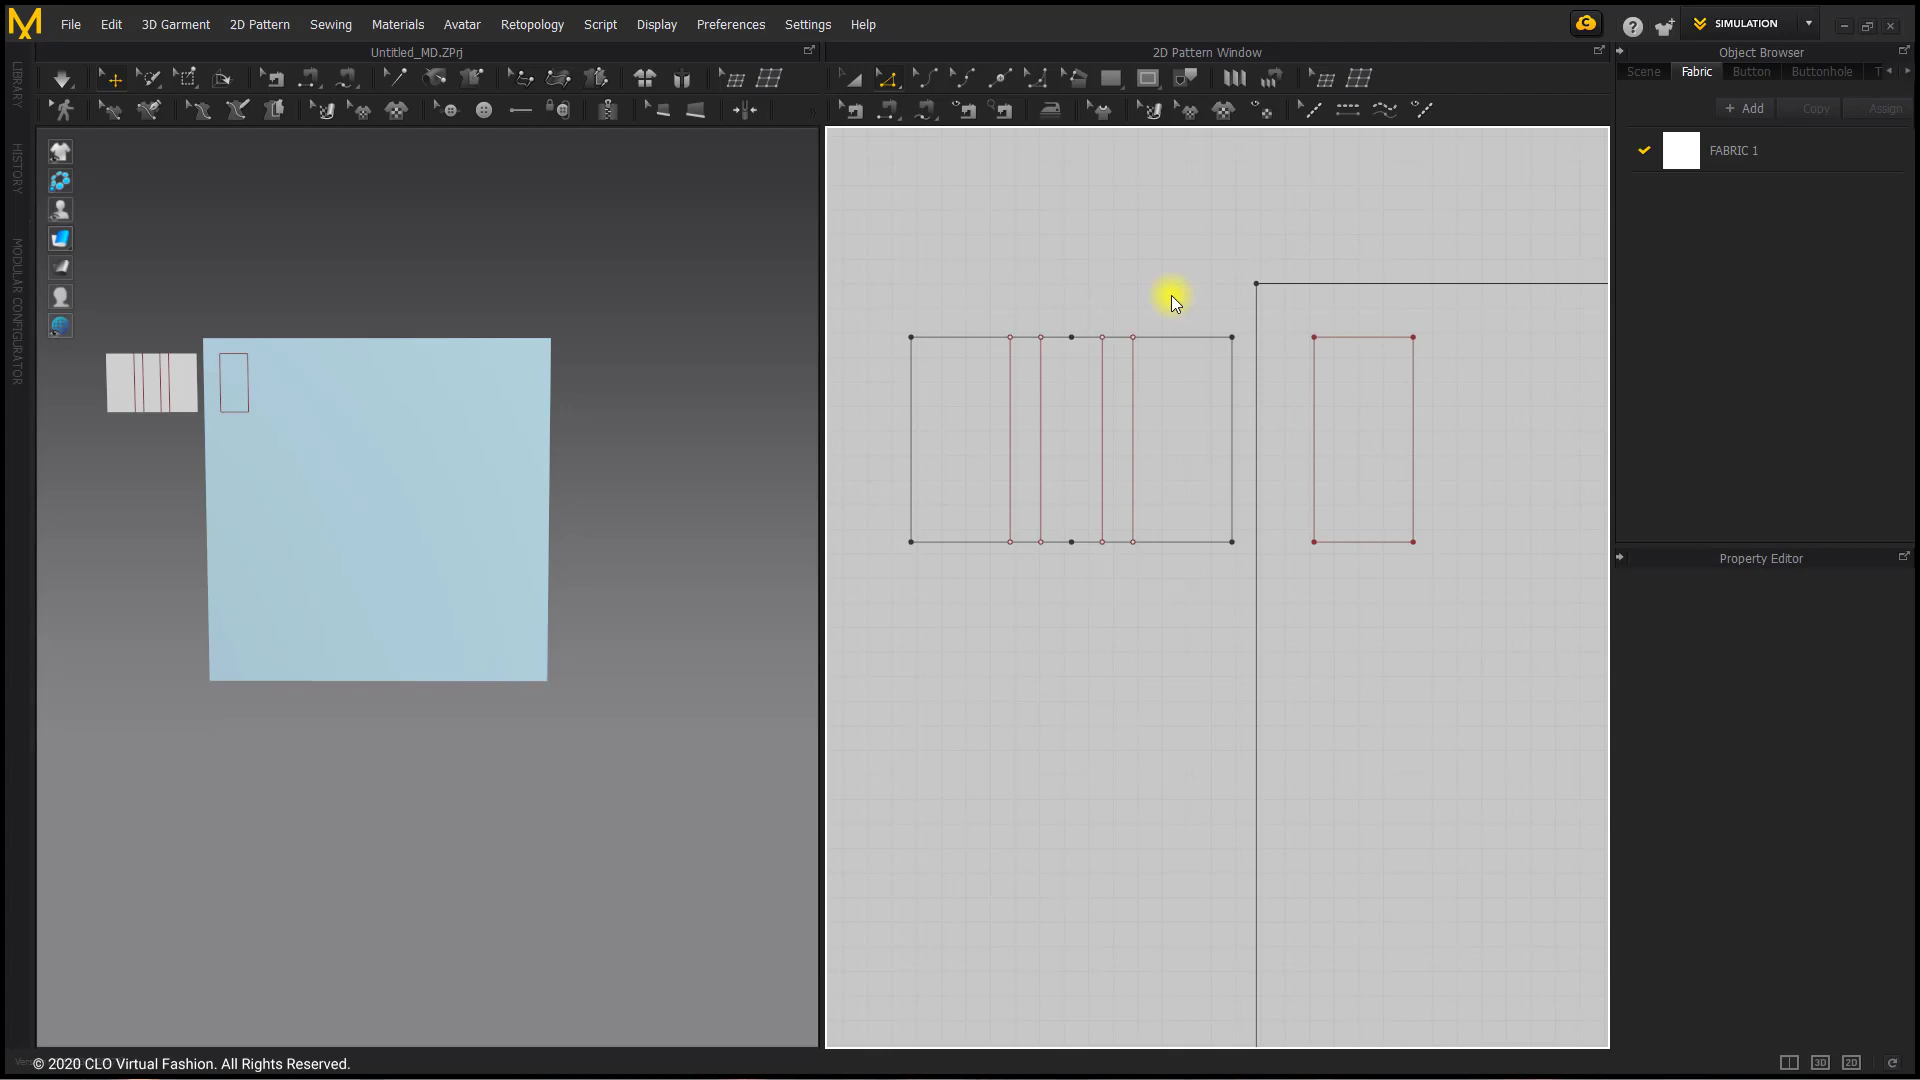 File Edit 3D Garment 2D Pattern Sewing Materials Avatar Retopology Script Display Preferences Settings Help
SIMULATION
Untitled_MD.ZPrj
2D Pattern Window
Object Browser
Scene Fabric Button Buttonhole T
+ Add Copy Assign
FABRIC 1
LIBRARY
HISTORY
MODULAR CONFIGURATOR
Property Editor
© 2020 CLO Virtual Fashion. All Rights Reserved.
3D 2D